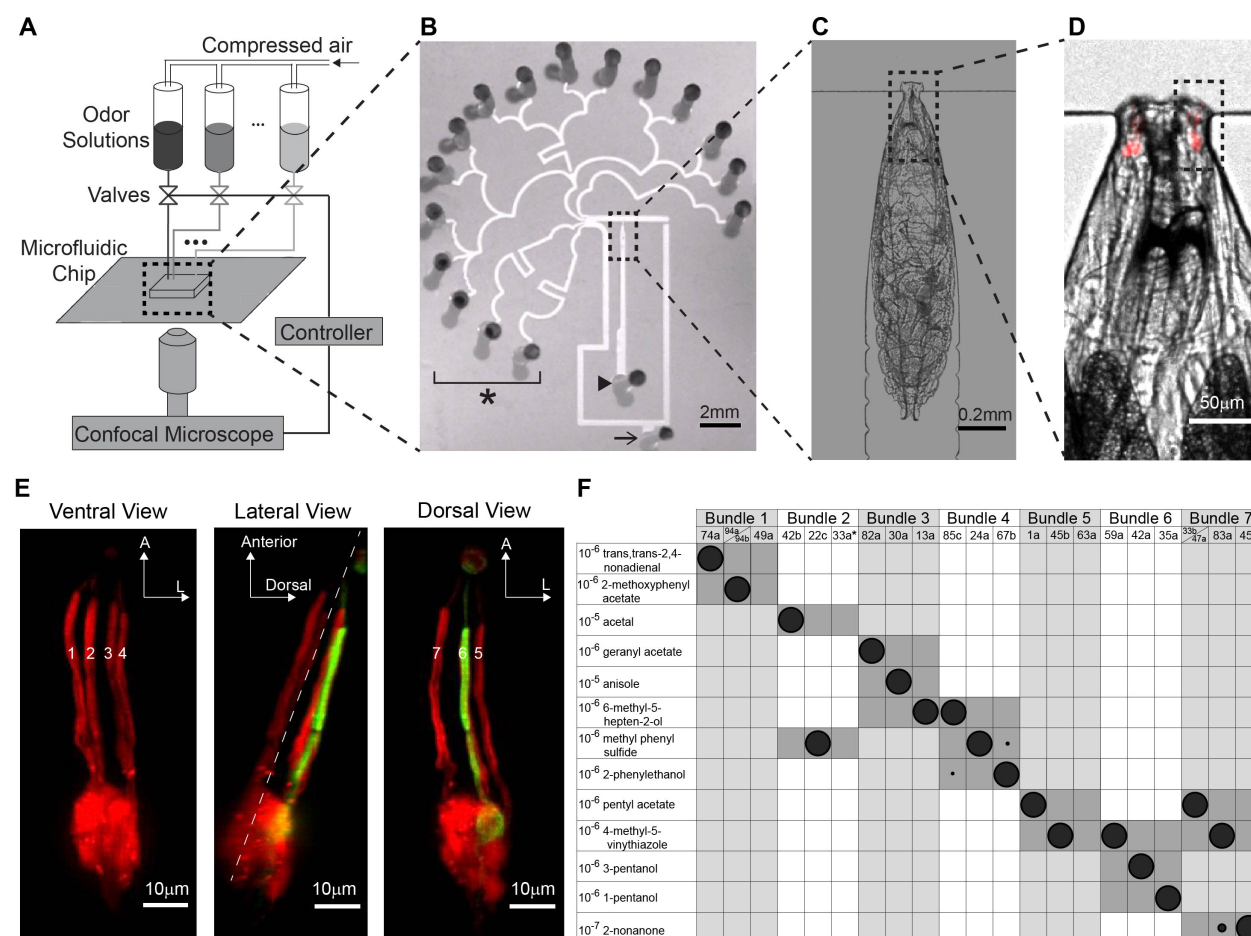 A
Compressed air
Odor
Solutions
...
Valves
Microfluidic
Chip
Controller
Confocal Microscope
B
*
2mm
C
0.2mm
D
50μm
E
Ventral View
A
L
1 2 3 4
10μm
Lateral View
Anterior
Dorsal
10μm
Dorsal View
A
L
7 6 5
10μm
F
Bundle 1 Bundle 2 Bundle 3 Bundle 4 Bundle 5 Bundle 6 Bundle 7
74a 94a/94b 49a 42b 22c 33a* 82a 30a 13a 85c 24a 67b 1a 45b 63a 59a 42a 35a 33b/47a 83a
10⁻⁶ trans,trans-2,4-
nonadienal
10⁻⁶ 2-methoxyphenyl
acetate
10⁻⁵ acetal
10⁻⁶ geranyl acetate
10⁻⁵ anisole
10⁻⁶ 6-methyl-5-
hepten-2-ol
10⁻⁶ methyl phenyl
sulfide
10⁻⁶ 2-phenylethanol
10⁻⁶ pentyl acetate
10⁻⁶ 4-methyl-5-
vinythiazole
10⁻⁶ 3-pentanol
10⁻⁶ 1-pentanol
10⁻⁷ 2-nonanone